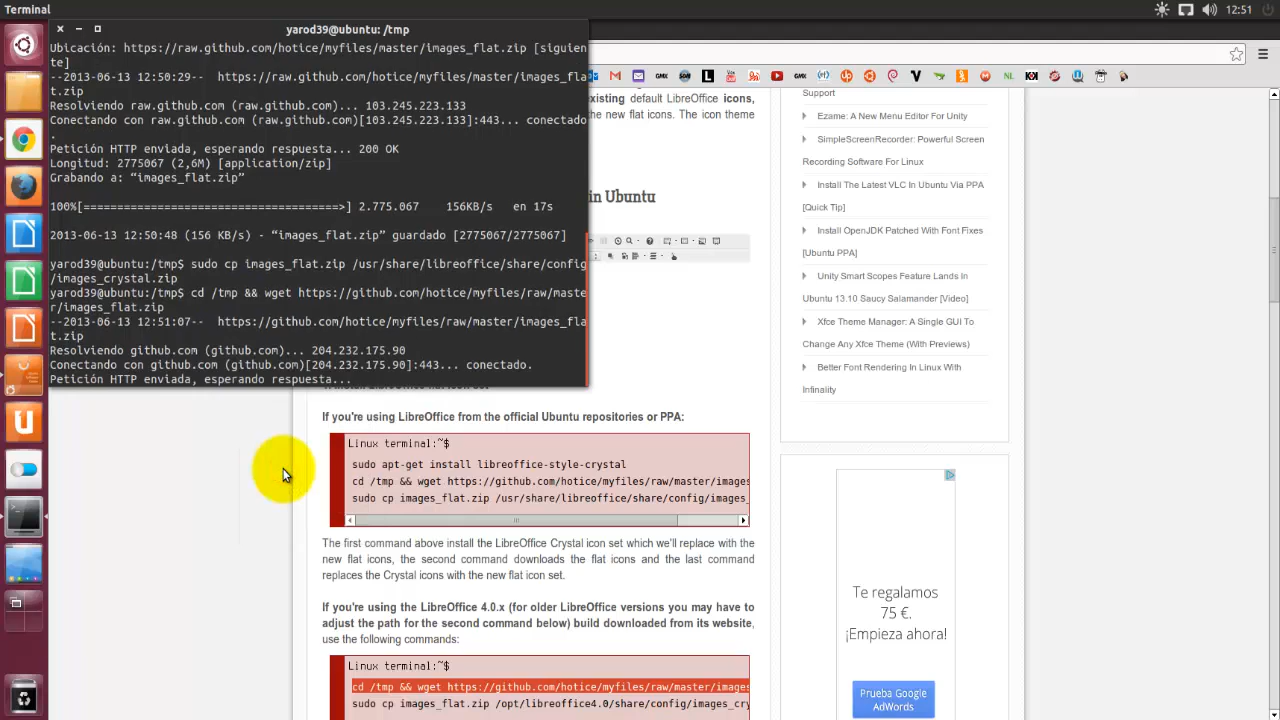 Terminal
12:51
yarod39@ubuntu: /tmp
Ubicación: https://raw.github.com/hotice/myfiles/master/images_flat.zip [siguien
te]
--2013-06-13 12:50:29-- https://raw.github.com/hotice/myfiles/master/images_fla
t.zip
Resolviendo raw.github.com (raw.github.com)... 103.245.223.133
Conectando con raw.github.com (raw.github.com)[103.245.223.133]:443... conectado
.
Petición HTTP enviada, esperando respuesta... 200 OK
Longitud: 2775067 (2,6M) [application/zip]
Grabando a: “images_flat.zip”
100%[======================================>] 2.775.067 156KB/s en 17s
2013-06-13 12:50:48 (156 KB/s) - “images_flat.zip” guardado [2775067/2775067]
yarod39@ubuntu:/tmp$ sudo cp images_flat.zip /usr/share/libreoffice/share/config
/images_crystal.zip
yarod39@ubuntu:/tmp$ cd /tmp && wget https://github.com/hotice/myfiles/raw/maste
r/images_flat.zip
--2013-06-13 12:51:07-- https://github.com/hotice/myfiles/raw/master/images_fla
t.zip
Resolviendo github.com (github.com)... 204.232.175.90
Conectando con github.com (github.com)[204.232.175.90]:443... conectado.
Petición HTTP enviada, esperando respuesta...
existing default LibreOffice icons,
the new flat icons. The icon theme
in Ubuntu
If you're using LibreOffice from the official Ubuntu repositories or PPA:
Linux terminal:~$
sudo apt-get install libreoffice-style-crystal
cd /tmp && wget https://github.com/hotice/myfiles/raw/master/images
sudo cp images_flat.zip /usr/share/libreoffice/share/config/images_
The first command above install the LibreOffice Crystal icon set which we'll replace with the
new flat icons, the second command downloads the flat icons and the last command
replaces the Crystal icons with the new flat icon set.
If you're using the LibreOffice 4.0.x (for older LibreOffice versions you may have to
adjust the path for the second command below) build downloaded from its website,
use the following commands:
Linux terminal:~$
cd /tmp && wget https://github.com/hotice/myfiles/raw/master/images
sudo cp images_flat.zip /opt/libreoffice4.0/share/config/images_cry
Support
Ezame: A New Menu Editor For Unity
SimpleScreenRecorder: Powerful Screen
Recording Software For Linux
Install The Latest VLC In Ubuntu Via PPA
[Quick Tip]
Install OpenJDK Patched With Font Fixes
[Ubuntu PPA]
Unity Smart Scopes Feature Lands In
Ubuntu 13.10 Saucy Salamander [Video]
Xfce Theme Manager: A Single GUI To
Change Any Xfce Theme (With Previews)
Better Font Rendering In Linux With
Infinality
Te regalamos
75 €.
¡Empieza ahora!
Prueba Google
AdWords